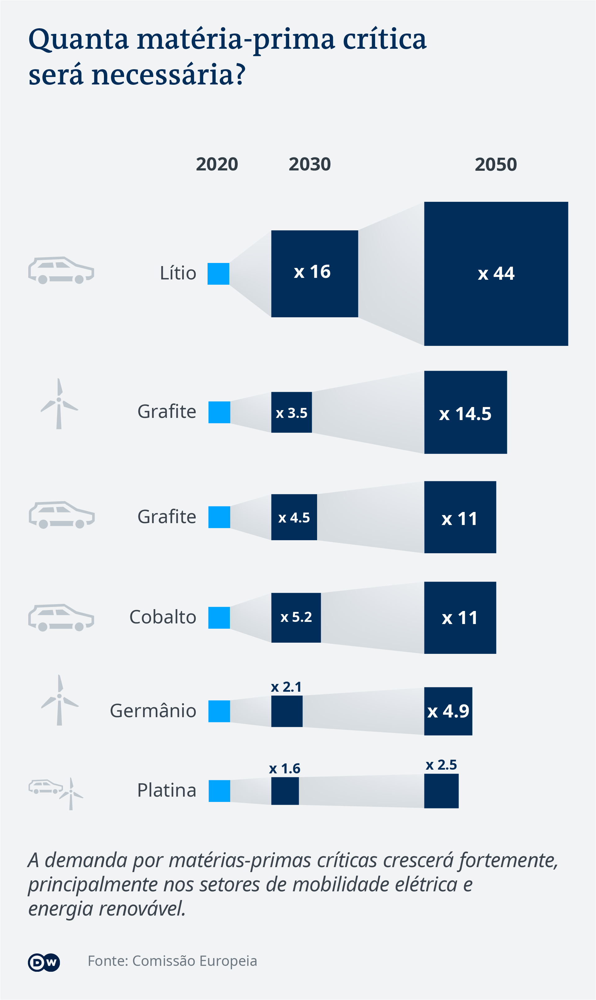 Quanta matéria-prima crítica
será necessária?
2020 2030 2050
Lítio x 16 x 44
Grafite x 3.5 x 14.5
Grafite x 4.5 x 11
Cobalto x 5.2 x 11
x 2.1
Germânio x 4.9
x 1.6 x 2.5
Platina
A demanda por matérias-primas críticas crescerá fortemente,
principalmente nos setores de mobilidade elétrica e
energia renovável.
DW Fonte: Comissão Europeia